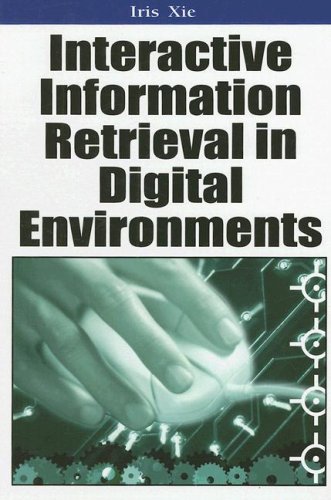 Iris Xie
Interactive
Information
Retrieval in
Digital
Environments